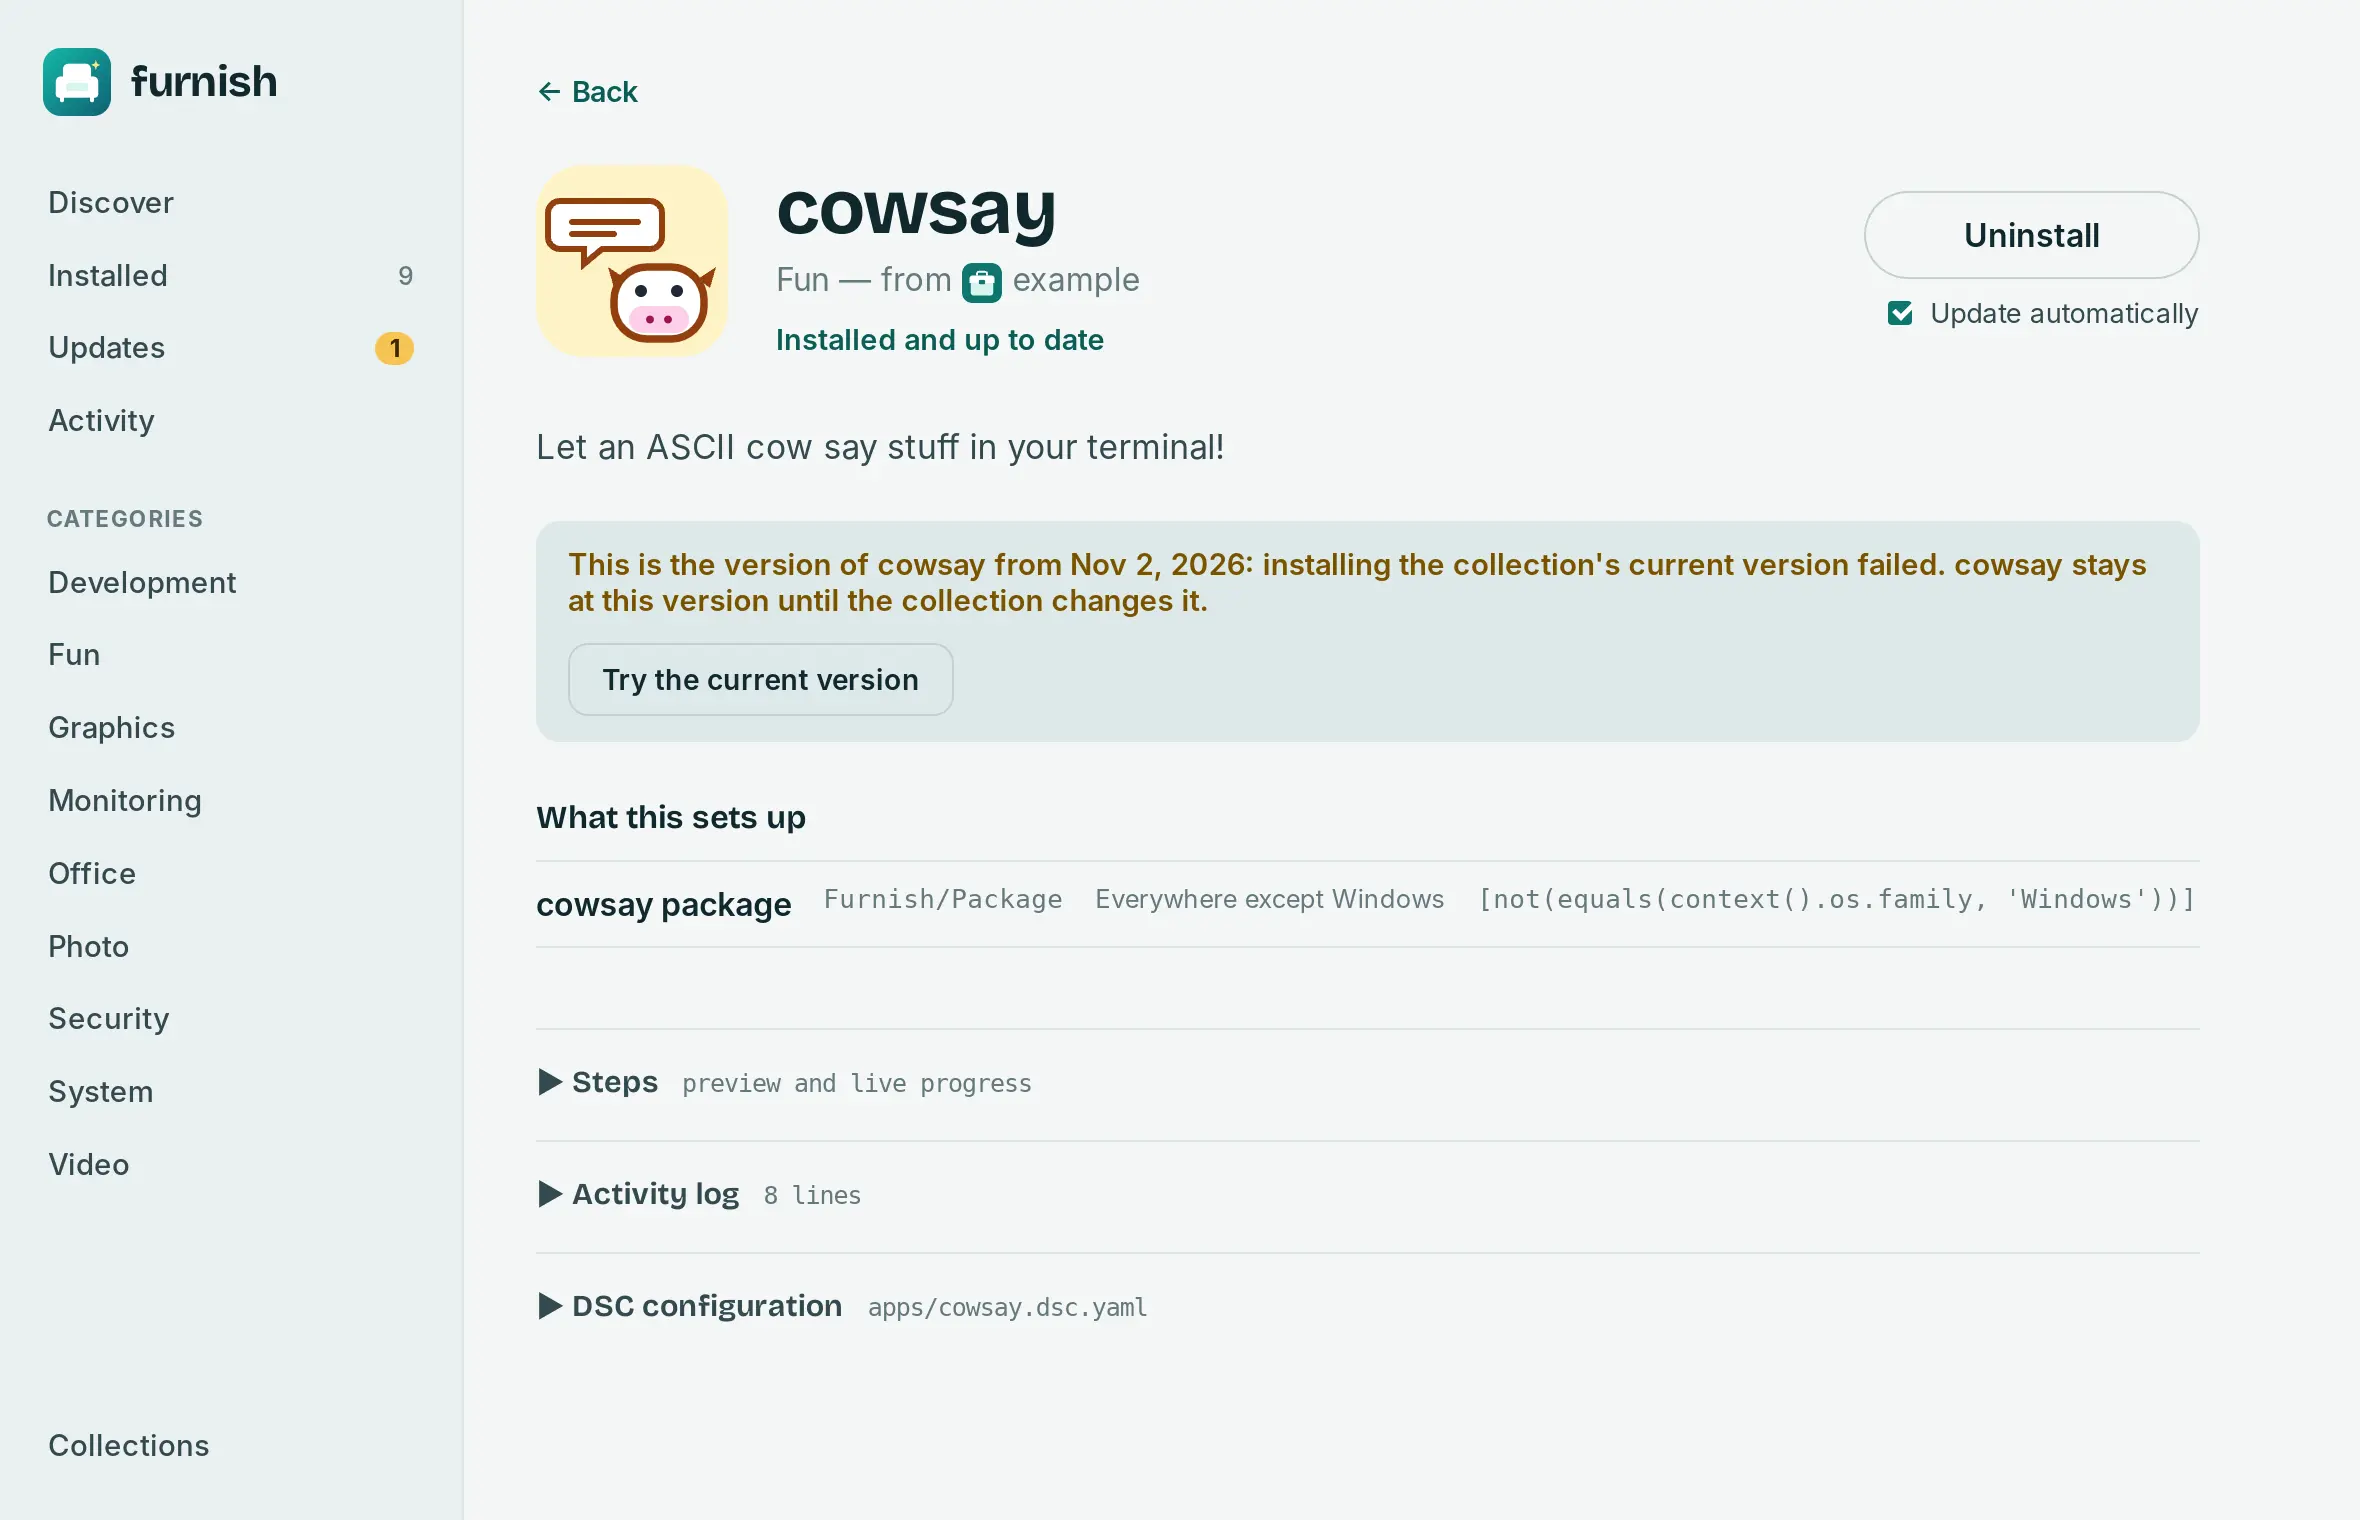 furnish
Discover
Installed 9
Updates 1
Activity
CATEGORIES
Development
Fun
Graphics
Monitoring
Office
Photo
Security
System
Video
Collections
← Back
cowsay
Fun — from example
Installed and up to date
Uninstall
Update automatically
Let an ASCII cow say stuff in your terminal!
This is the version of cowsay from Nov 2, 2026: installing the collection's current version failed. cowsay stays
at this version until the collection changes it.
Try the current version
What this sets up
cowsay package Furnish/Package Everywhere except Windows [not(equals(context().os.family, 'Windows'))]
▶ Steps preview and live progress
▶ Activity log 8 lines
▶ DSC configuration apps/cowsay.dsc.yaml